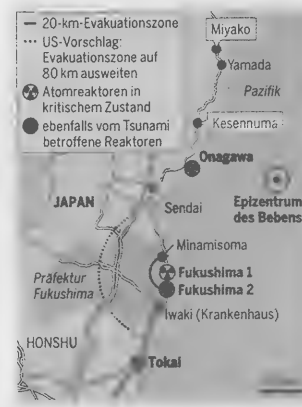 20-km-Evakuationszone
US-Vorschlag:
Evakuationszone auf
80 km ausweiten
Atomreaktoren in
kritischem Zustand
ebenfalls vom Tsunami
betroffene Reaktoren
Miyako
Yamada
Pazifik
Kesennuma
Onagawa
JAPAN
Sendai
Epizentrum
des Bebens
Minamisoma
Präfektur
Fukushima
Fukushima 1
Fukushima 2
Iwaki (Krankenhaus)
HONSHU
Tokai